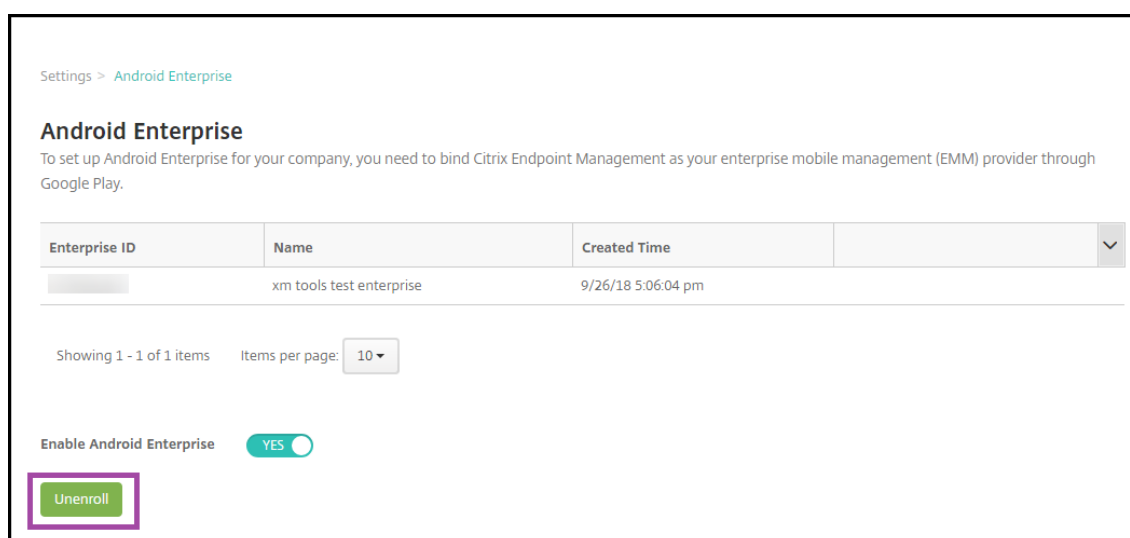 Settings > Android Enterprise
Android Enterprise
To set up Android Enterprise for your company, you need to bind Citrix Endpoint Management as your enterprise mobile management (EMM) provider through
Google Play.
Enterprise ID Name Created Time
xm tools test enterprise 9/26/18 5:06:04 pm
Showing 1 - 1 of 1 items Items per page: 10
Enable Android Enterprise YES
Unenroll